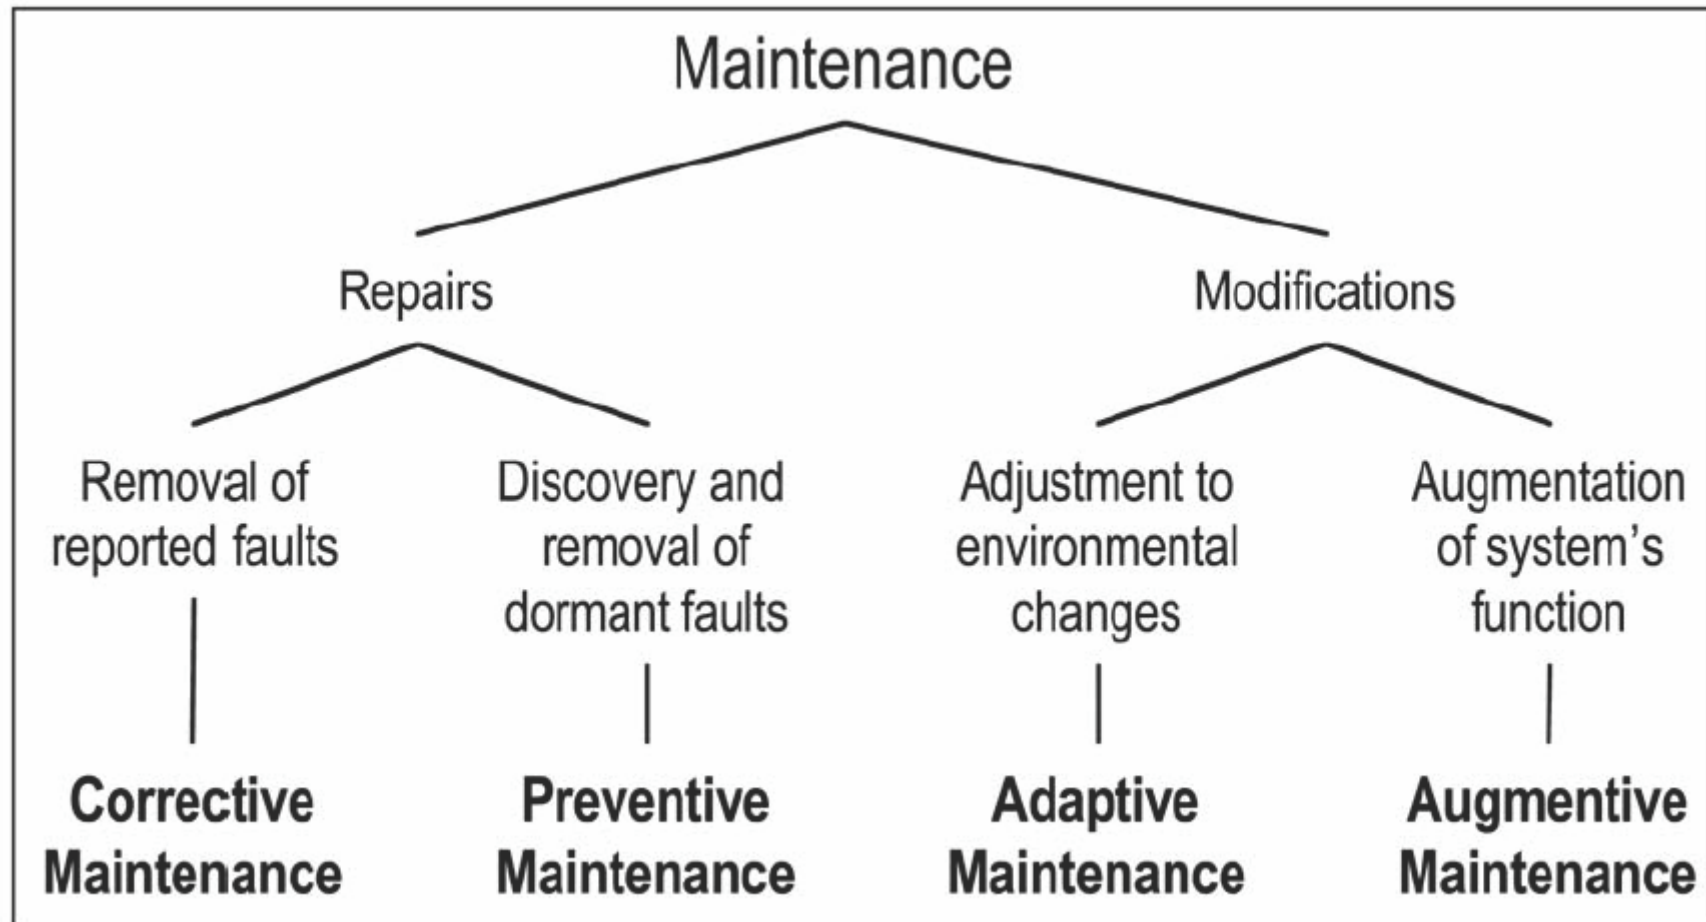 Maintenance
Repairs
Modifications
Removal of
reported faults
Discovery and
removal of
dormant faults
Adjustment to
environmental
changes
Augmentation
of system's
function
Corrective
Maintenance
Preventive
Maintenance
Adaptive
Maintenance
Augmentive
Maintenance